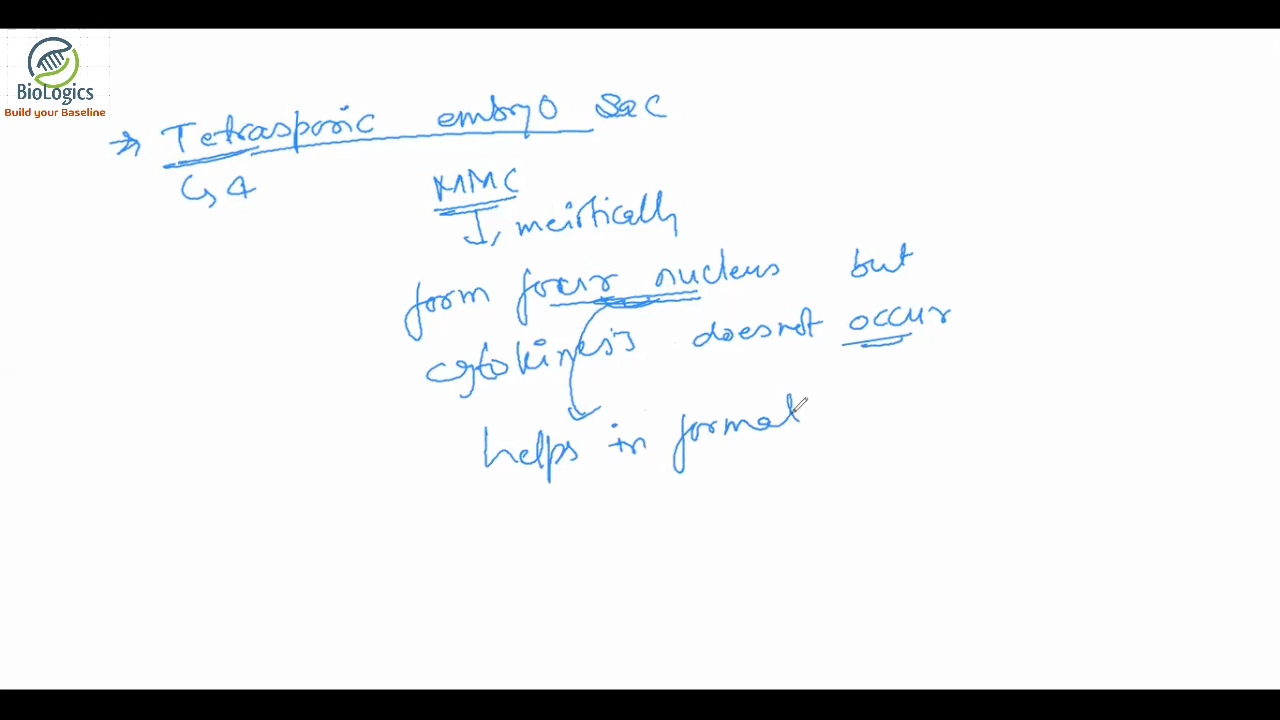 BioLogics
Build your Baseline
→ Tetrasporic embryo sac
↳ 4
MMC
↓, meiotically
form four nucleus but
cytokinesis doesnot occur
helps in format